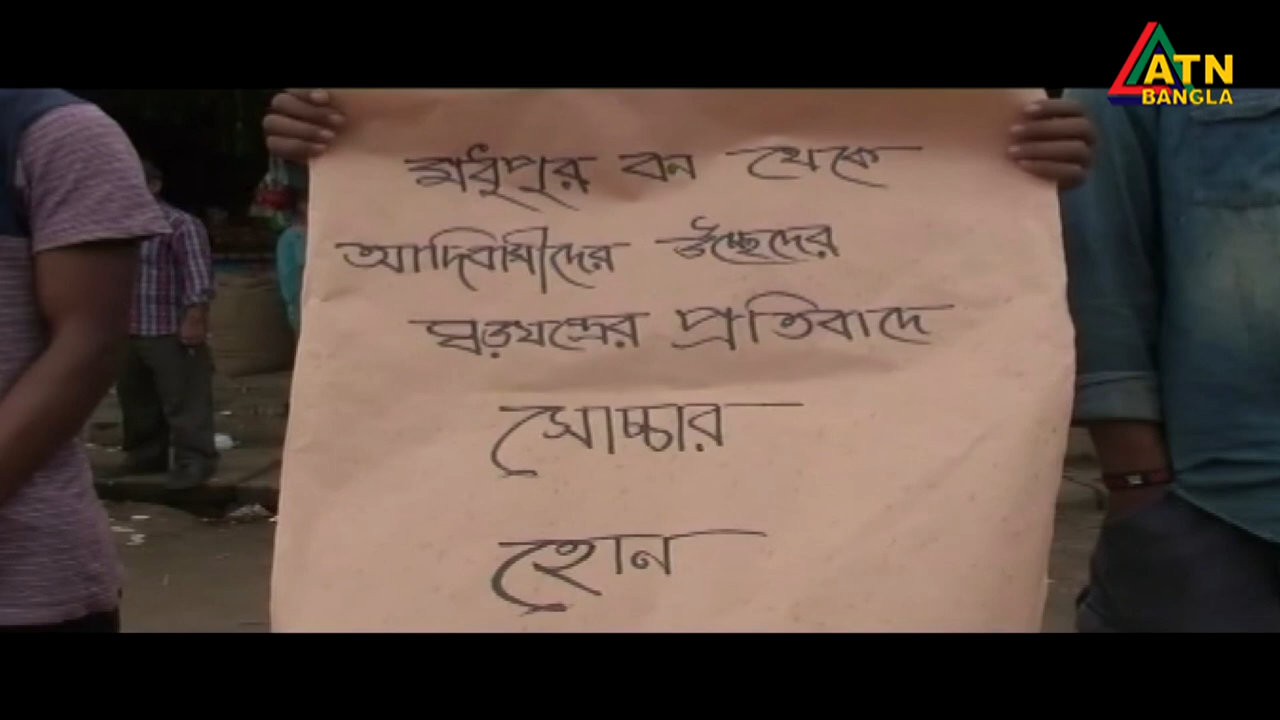 ATN
BANGLA
মধুপুর বন থেকে
আদিবাসীদের উচ্ছেদের
ষড়যন্ত্রের প্রতিবাদে
সোচ্চার
হোন